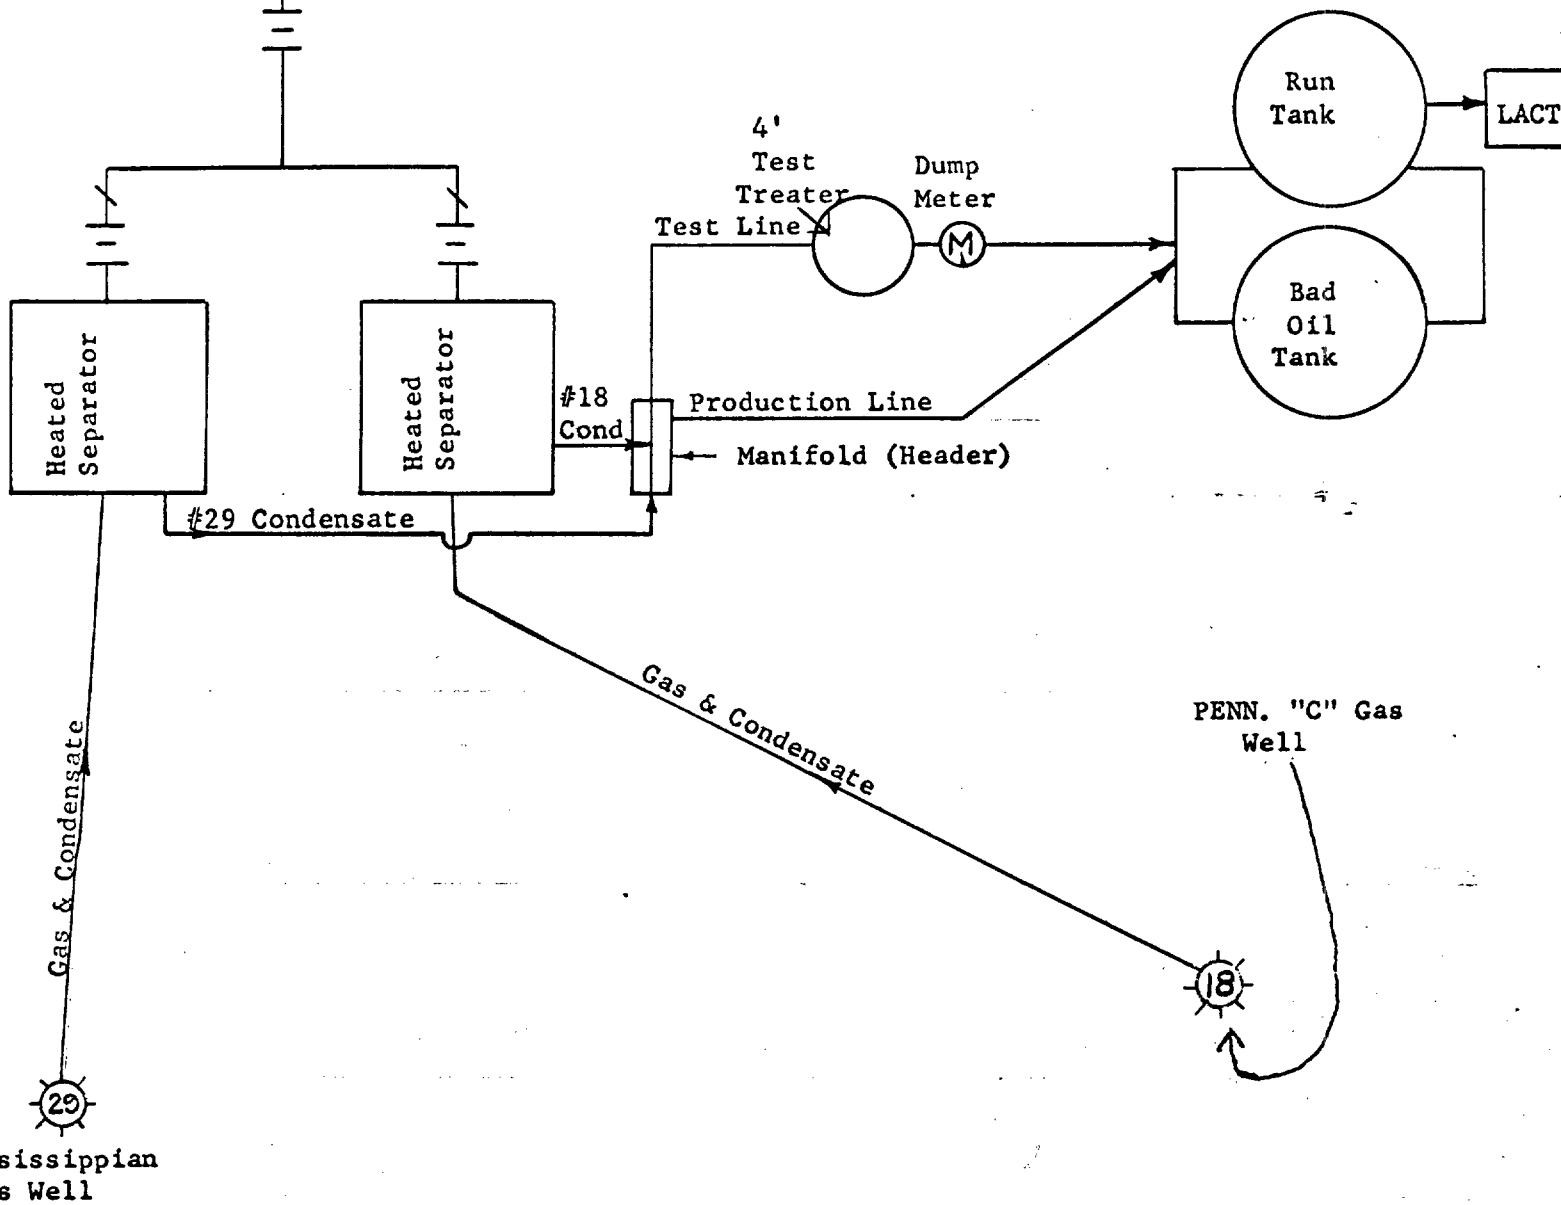 Run
Tank
LACT
4'
Test
Treater
Test Line
Dump
Meter
M
Bad
Oil
Tank
Heated
Separator
Heated
Separator
#18
Cond
Production Line
Manifold (Header)
#29 Condensate
Gas & Condensate
Gas & Condensate
PENN. "C" Gas
Well
18
29
sissippian
s Well